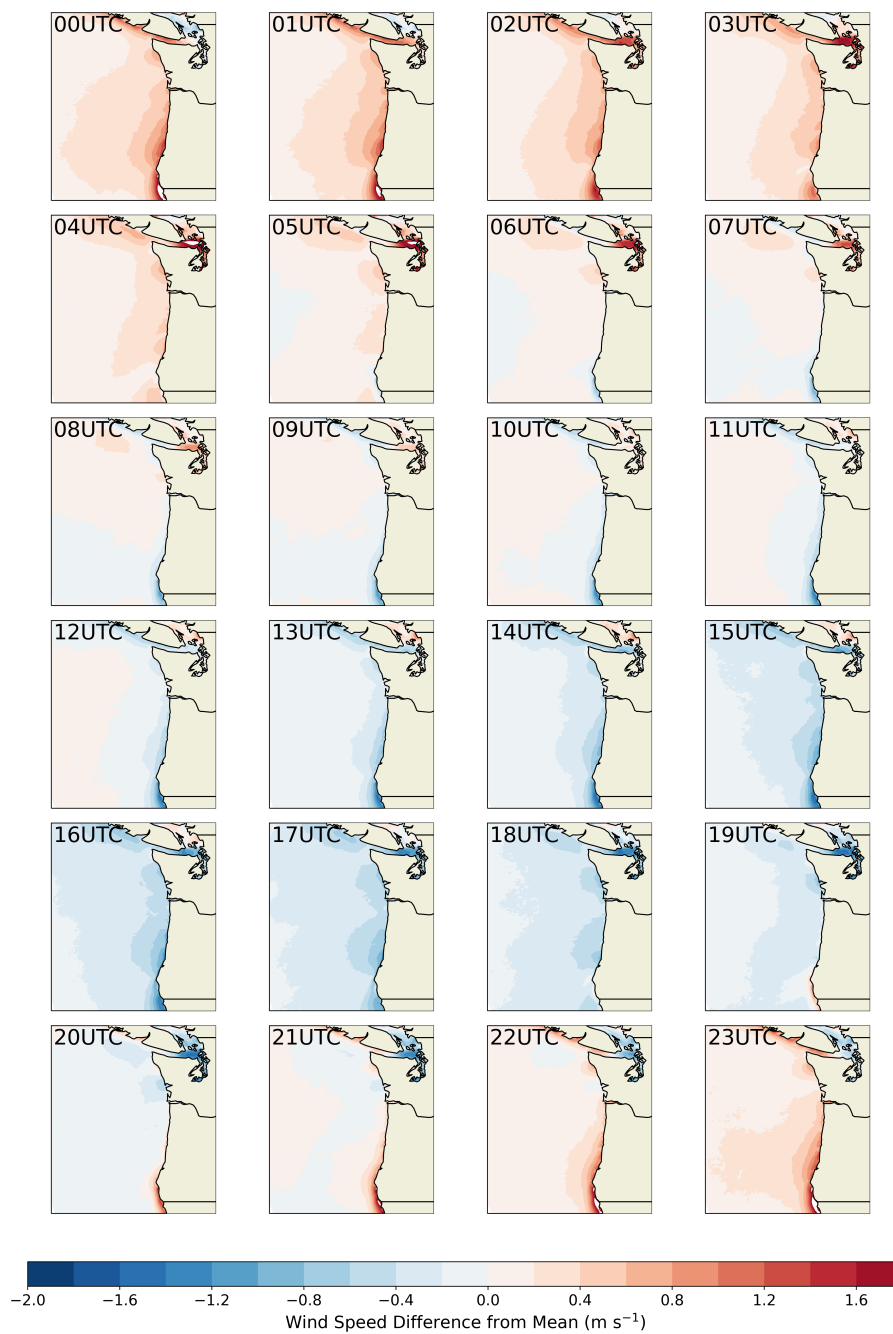 00UTC 01UTC 02UTC 03UTC
04UTC 05UTC 06UTC 07UTC
08UTC 09UTC 10UTC 11UTC
12UTC 13UTC 14UTC 15UTC
16UTC 17UTC 18UTC 19UTC
20UTC 21UTC 22UTC 23UTC
−2.0 −1.6 −1.2 −0.8 −0.4 0.0 0.4 0.8 1.2 1.6
Wind Speed Difference from Mean (m s⁻¹)